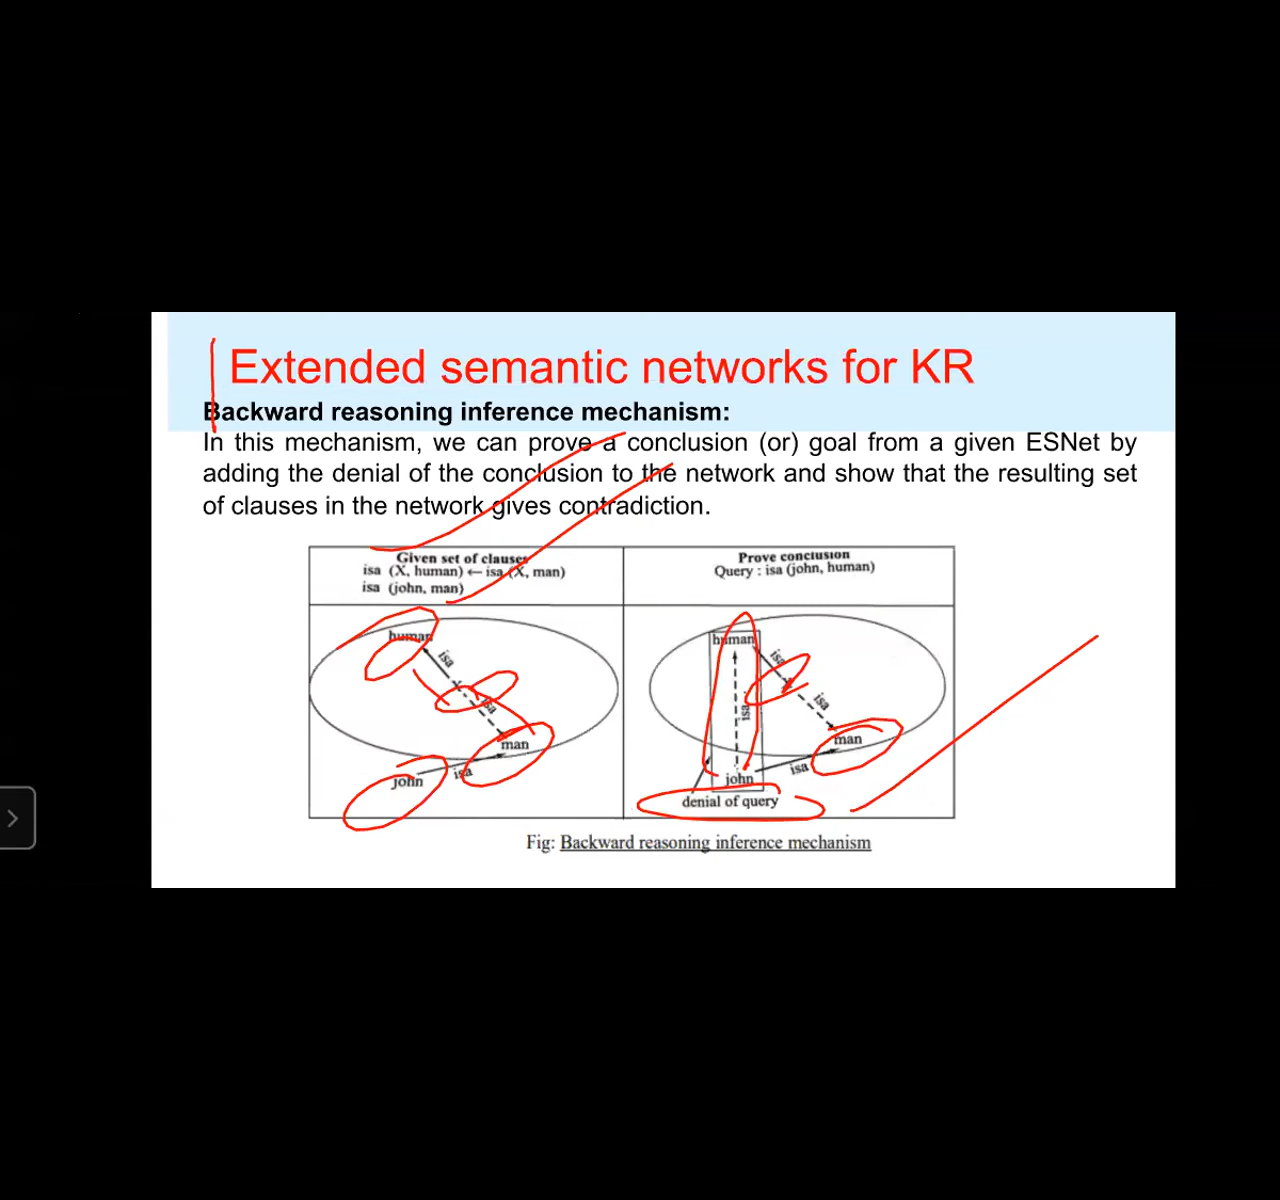 Extended semantic networks for KR
Backward reasoning inference mechanism:
In this mechanism, we can prove a conclusion (or) goal from a given ESNet by
adding the denial of the conclusion to the network and show that the resulting set
of clauses in the network gives contradiction.
Given set of clauses
isa (X, human) ← isa (X, man)
isa (john, man)
Prove conclusion
Query : isa (john, human)
human
isa
isa
man
john
isa
human
isa
isa
isa
man
john
isa
denial of query
Fig: Backward reasoning inference mechanism